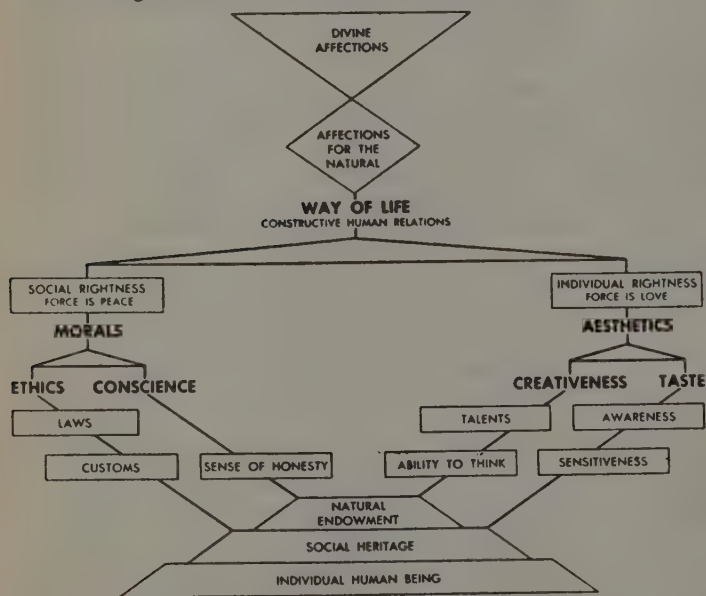 DIVINE
AFFECTIONS
AFFECTIONS
FOR THE
NATURAL
WAY OF LIFE
CONSTRUCTIVE HUMAN RELATIONS
SOCIAL RIGHTNESS
FORCE IS PEACE
INDIVIDUAL RIGHTNESS
FORCE IS LOVE
MORALS
AESTHETICS
ETHICS
CONSCIENCE
CREATIVENESS
TASTE
LAWS
TALENTS
AWARENESS
CUSTOMS
SENSE OF HONESTY
ABILITY TO THINK
SENSITIVENESS
NATURAL
ENDOWMENT
SOCIAL HERITAGE
INDIVIDUAL HUMAN BEING